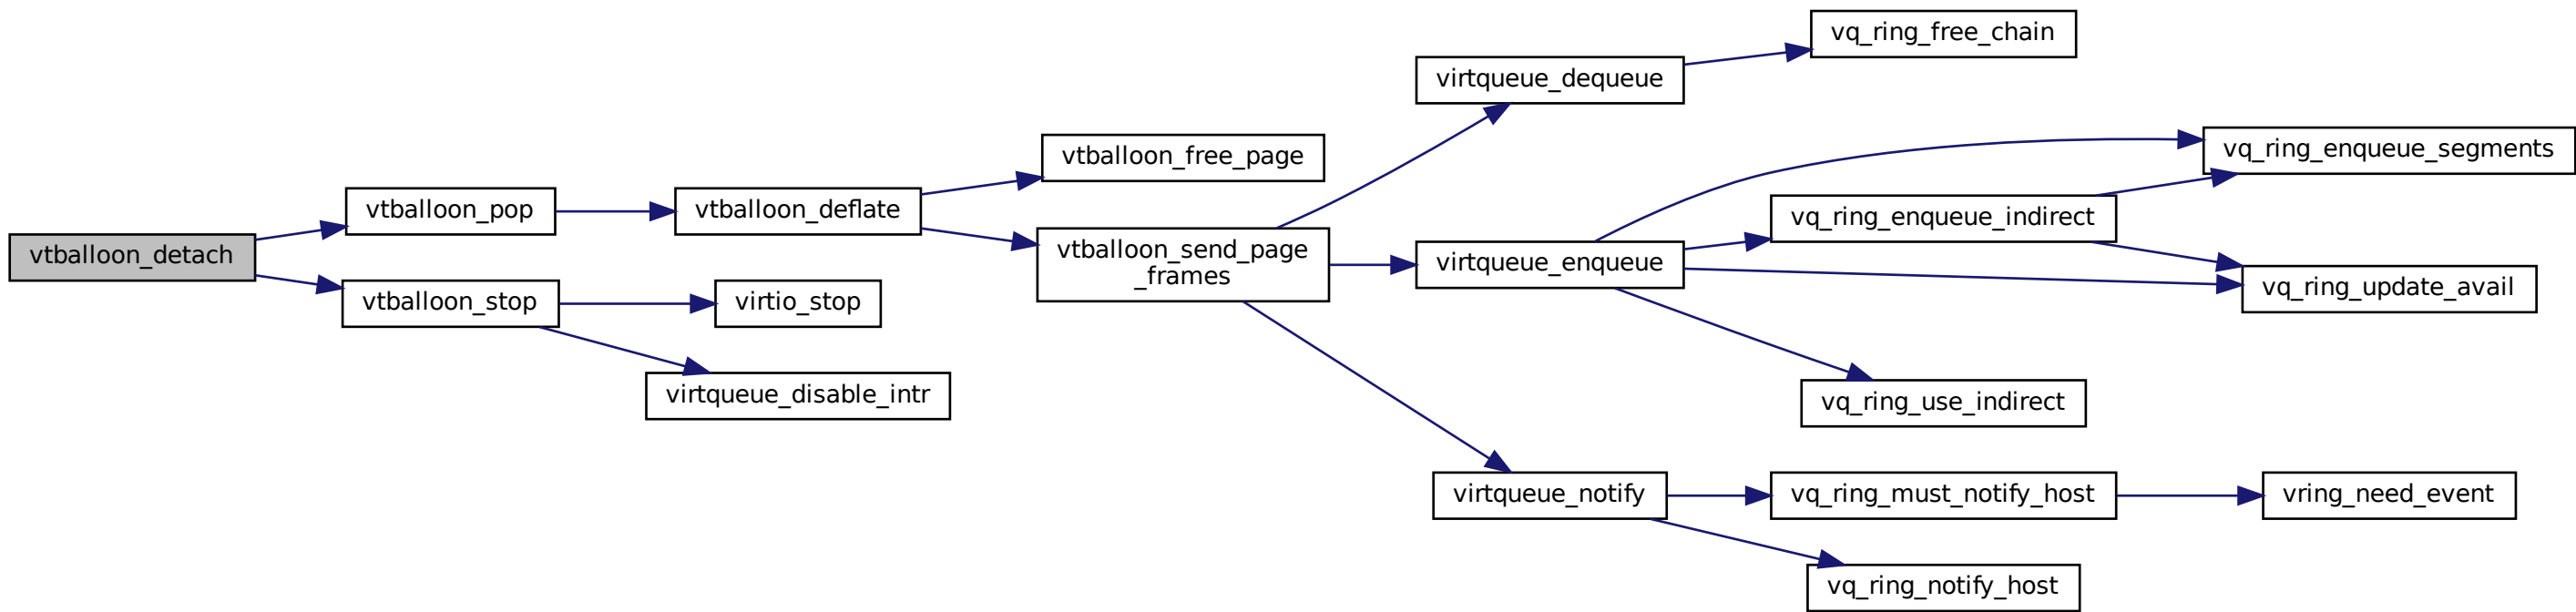 vtballoon_detach
vtballoon_pop
vtballoon_stop
vtballoon_deflate
virtio_stop
virtqueue_disable_intr
vtballoon_free_page
vtballoon_send_page
_frames
virtqueue_dequeue
virtqueue_enqueue
virtqueue_notify
vq_ring_free_chain
vq_ring_enqueue_indirect
vq_ring_use_indirect
vq_ring_must_notify_host
vq_ring_notify_host
vq_ring_enqueue_segments
vq_ring_update_avail
vring_need_event